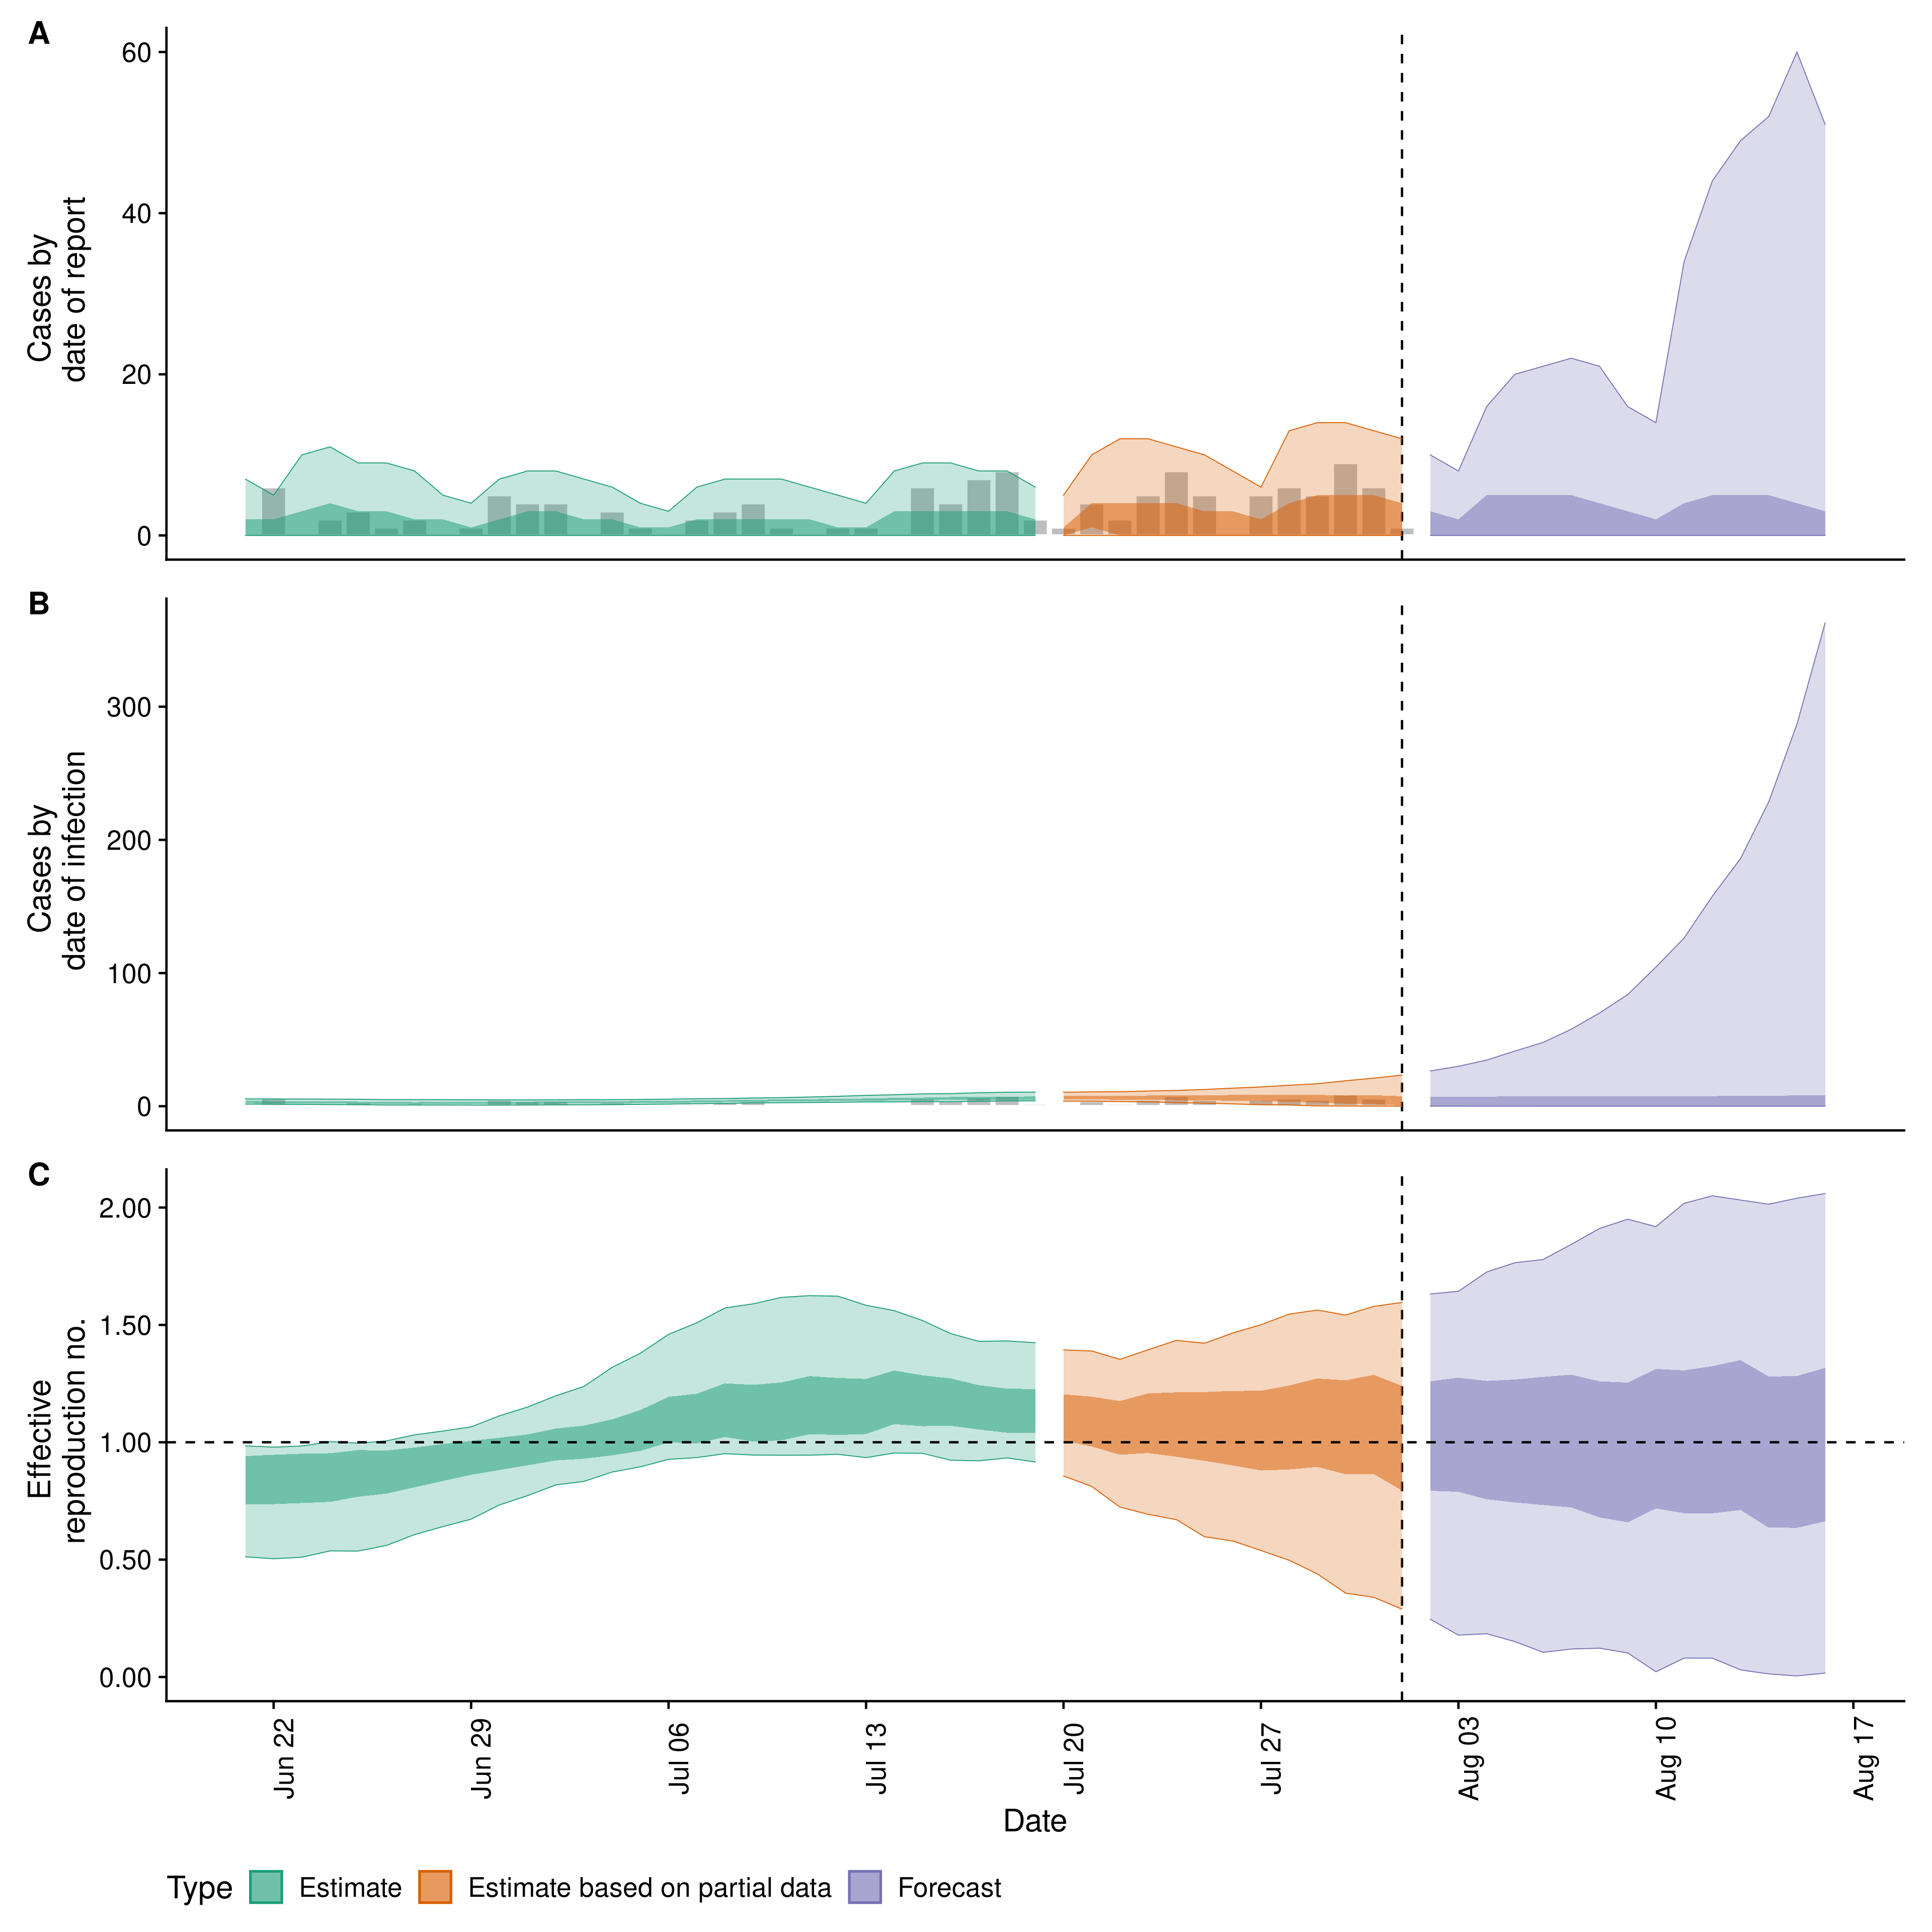 A
60
40
20
0
Cases by
date of report
B
300
200
100
0
Cases by
date of infection
C
2.00
1.50
1.00
0.50
0.00
Effective
reproduction no.
Jun 22
Jun 29
Jul 06
Jul 13
Jul 20
Jul 27
Aug 03
Aug 10
Aug 17
Date
Type Estimate Estimate based on partial data Forecast